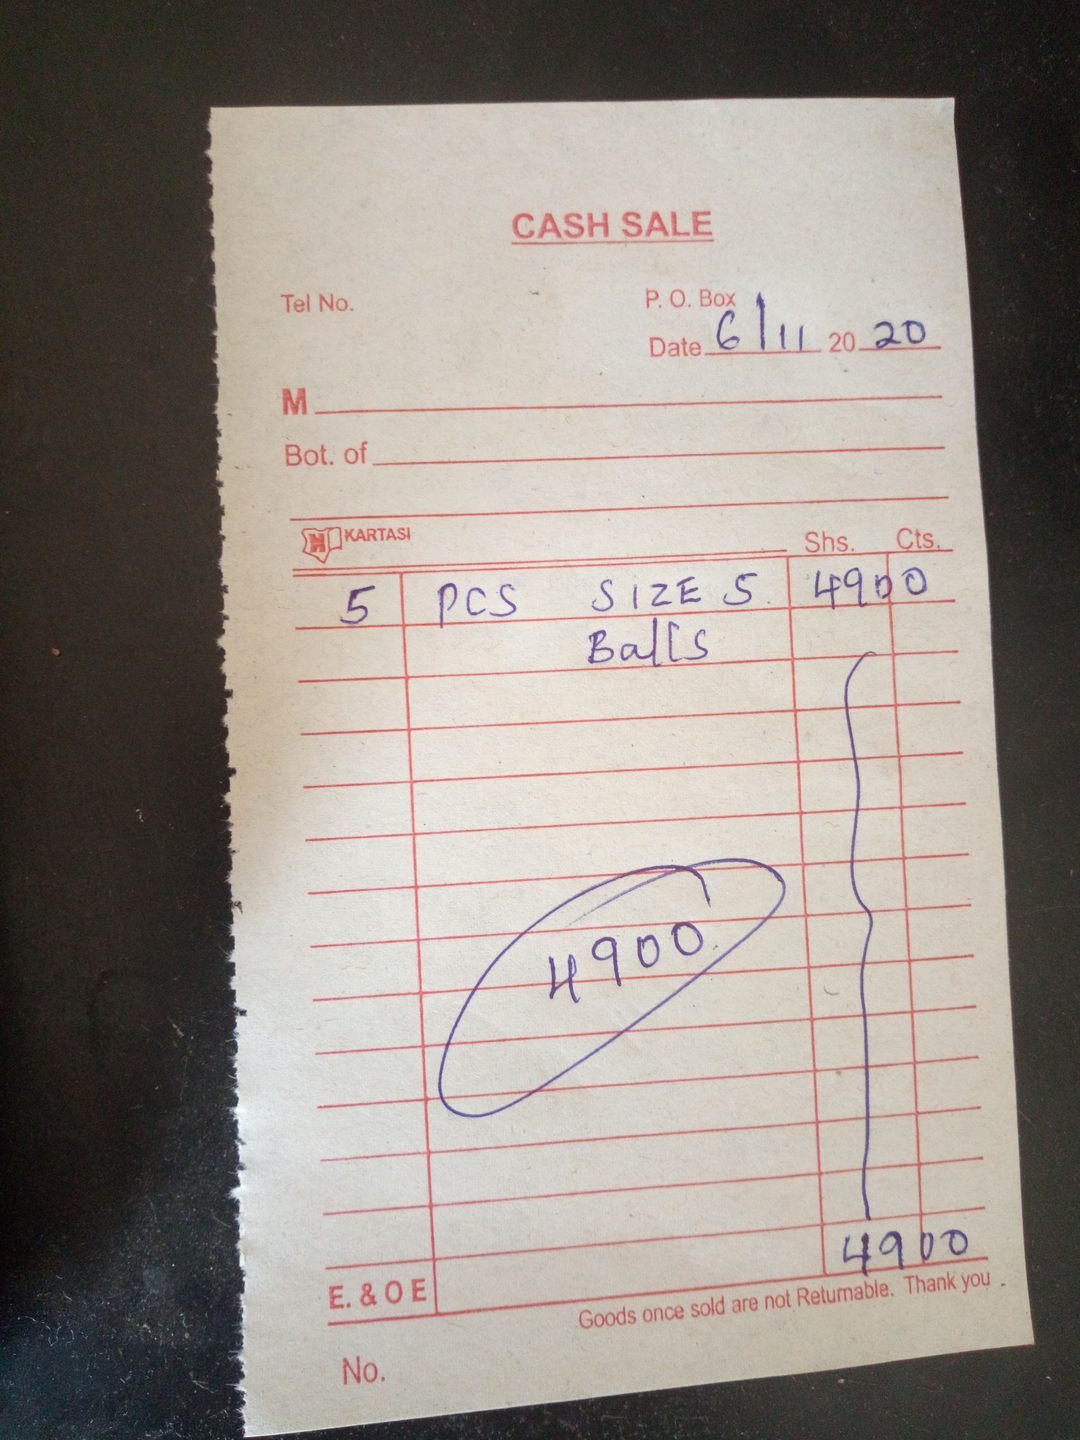 CASH SALE
Tel No.
P. O. Box
Date 6/11 20 20
M
Bot. of
KARTASI
Shs. Cts.
5 PCS SIZE 5 4900
Balls
4900
4900
E. & O E
Goods once sold are not Returnable. Thank you
No.